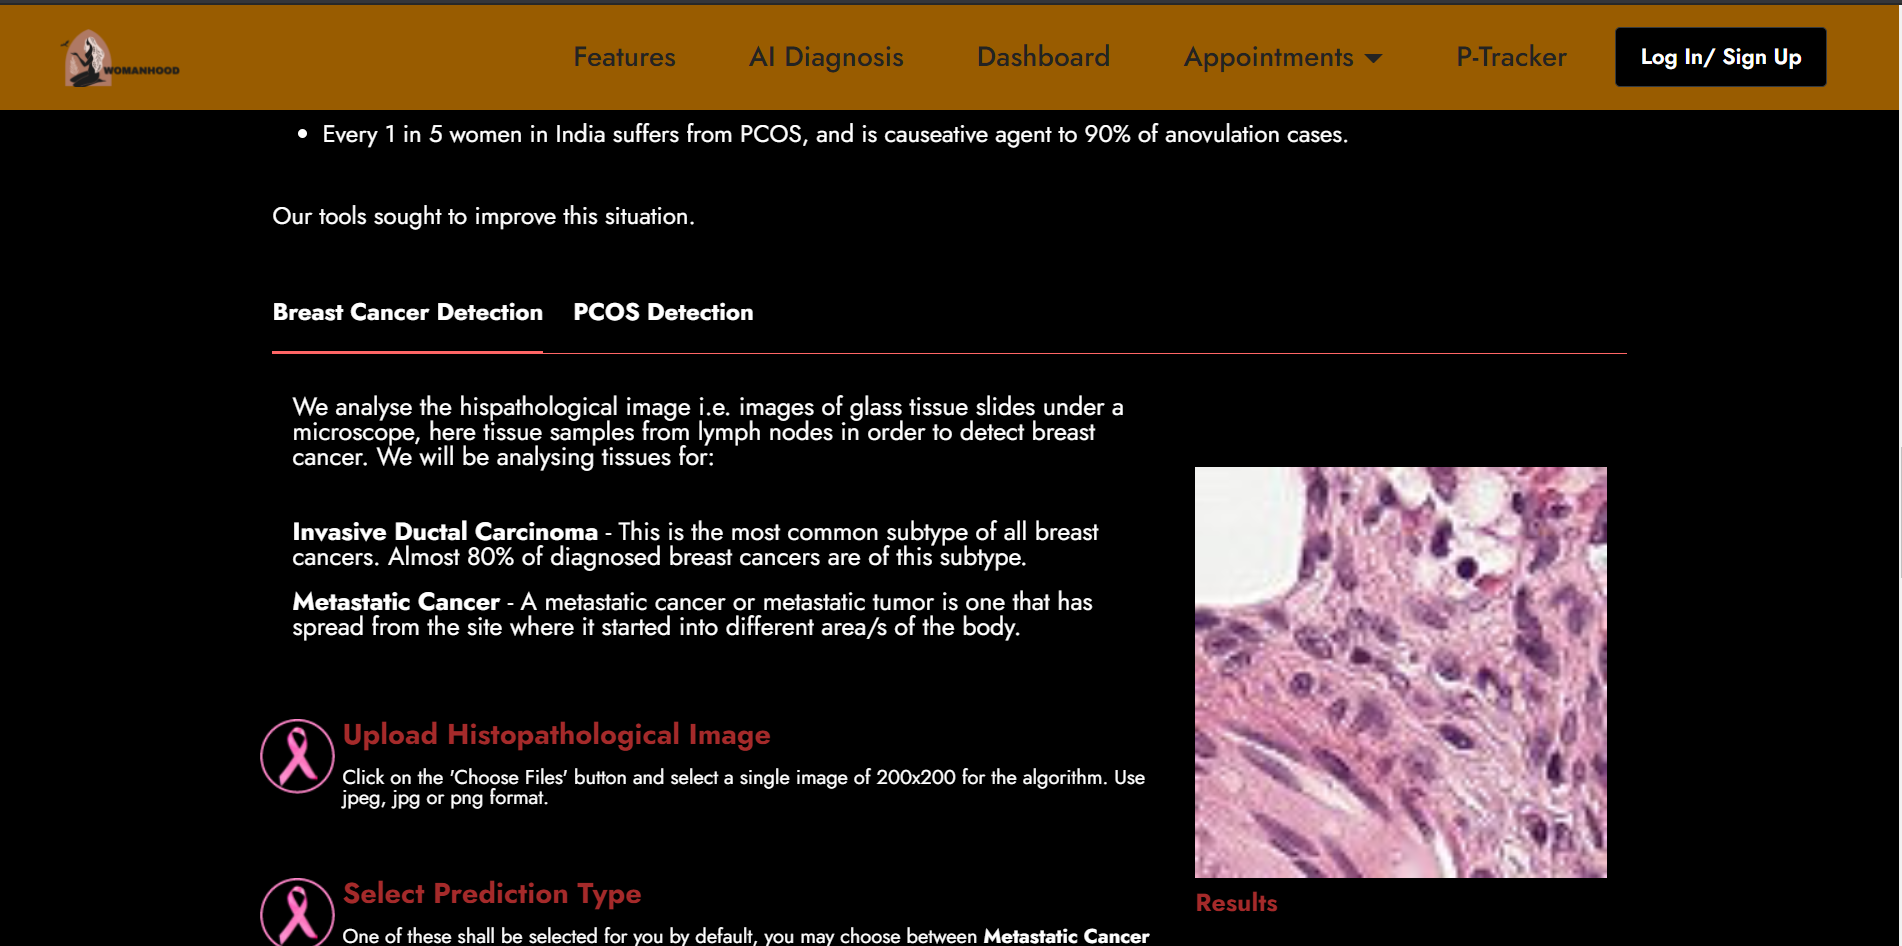 WOMANHOOD
Features
AI Diagnosis
Dashboard
Appointments
P-Tracker
Log In/ Sign Up
Every 1 in 5 women in India suffers from PCOS, and is causeative agent to 90% of anovulation cases.
Our tools sought to improve this situation.
Breast Cancer Detection
PCOS Detection
We analyse the hispathological image i.e. images of glass tissue slides under a
microscope, here tissue samples from lymph nodes in order to detect breast
cancer. We will be analysing tissues for:
Invasive Ductal Carcinoma - This is the most common subtype of all breast
cancers. Almost 80% of diagnosed breast cancers are of this subtype.
Metastatic Cancer - A metastatic cancer or metastatic tumor is one that has
spread from the site where it started into different area/s of the body.
Upload Histopathological Image
Click on the 'Choose Files' button and select a single image of 200x200 for the algorithm. Use
jpeg, jpg or png format.
Select Prediction Type
One of these shall be selected for you by default, you may choose between Metastatic Cancer
Results